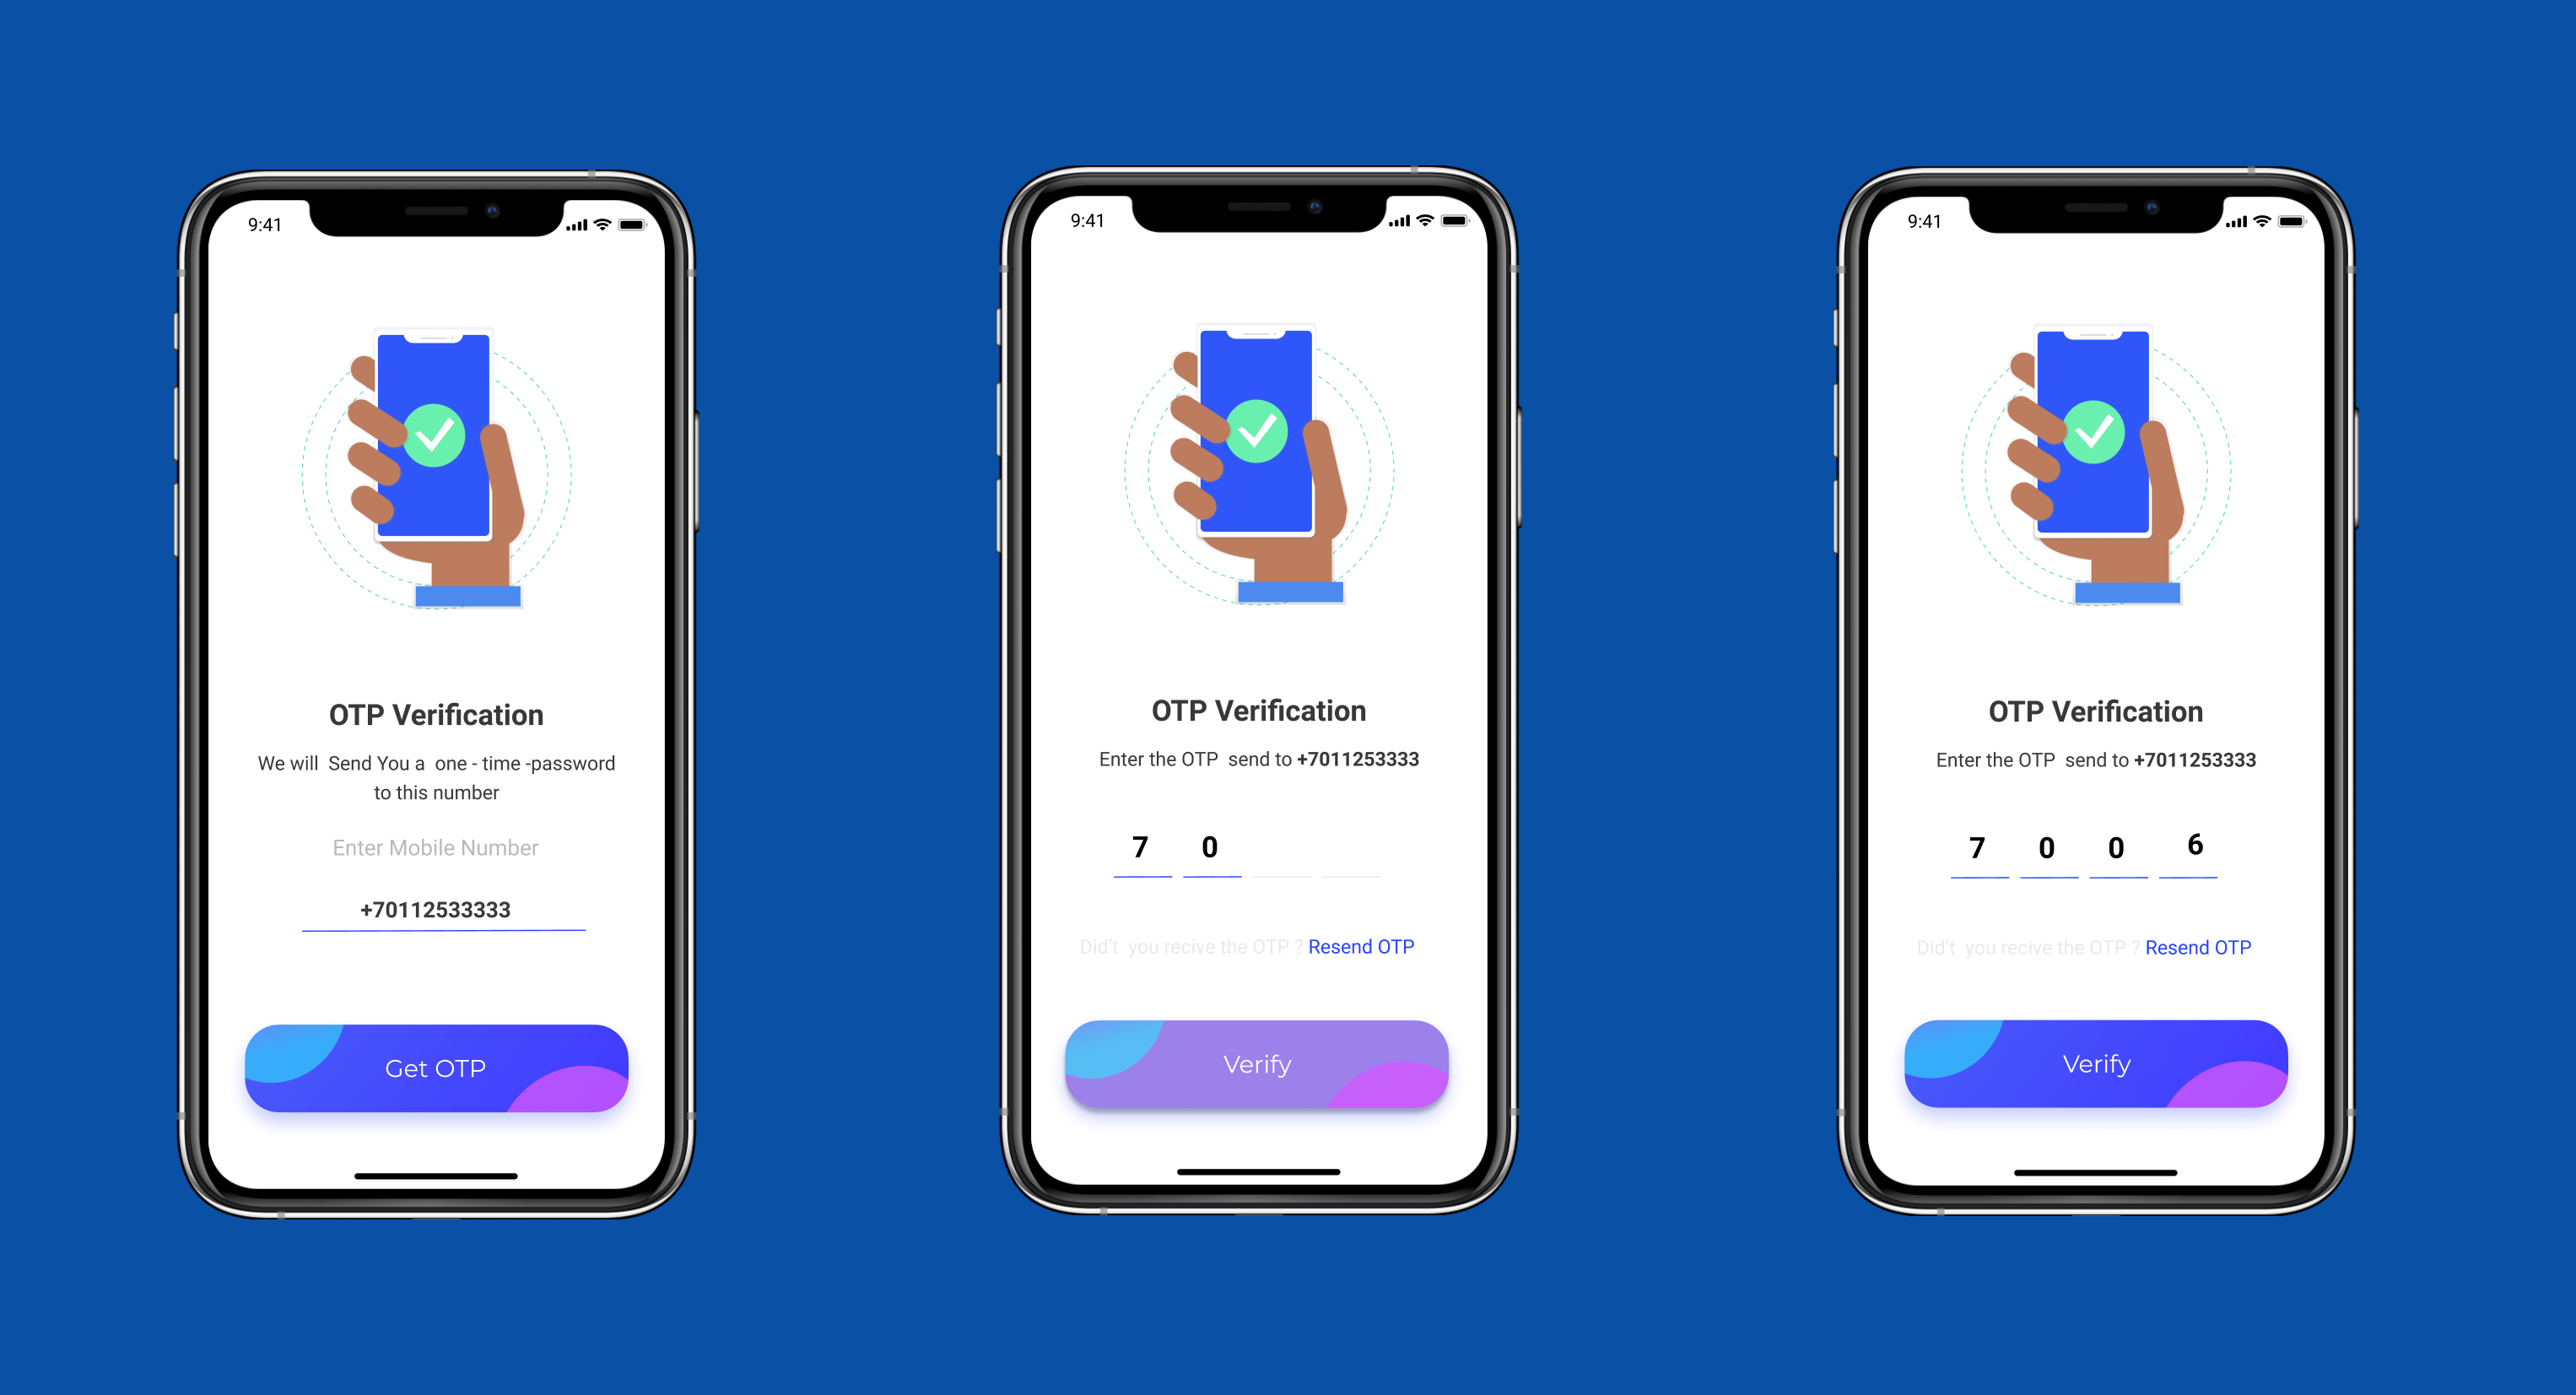 9:41
OTP Verification
We will Send You a one - time -password
to this number
Enter Mobile Number
+70112533333
Get OTP
9:41
OTP Verification
Enter the OTP send to +7011253333
7 0
Did't you recive the OTP ? Resend OTP
Verify
9:41
OTP Verification
Enter the OTP send to +7011253333
7 0 0 6
Did't you recive the OTP ? Resend OTP
Verify